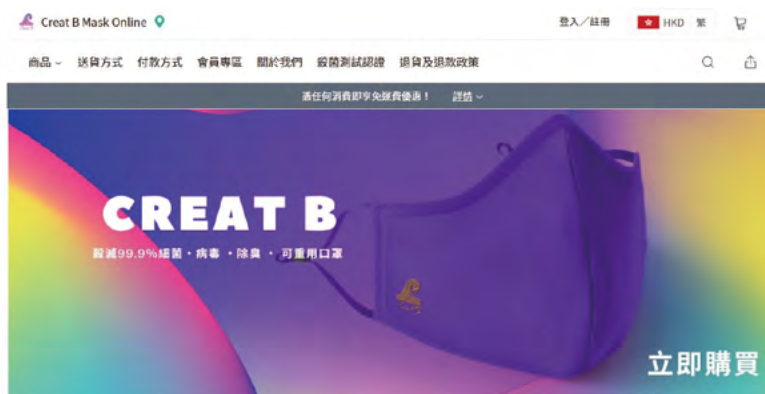 Creat B Mask Online
登入／註冊 HKD 繁
商品 送貨方式 付款方式 會員專區 關於我們 殺菌測試認證 退貨及退款政策
任何消費即享免運費優惠！ 詳情
CREAT B
殺滅99.9%細菌・病毒・除臭・可重用口罩
立即購買